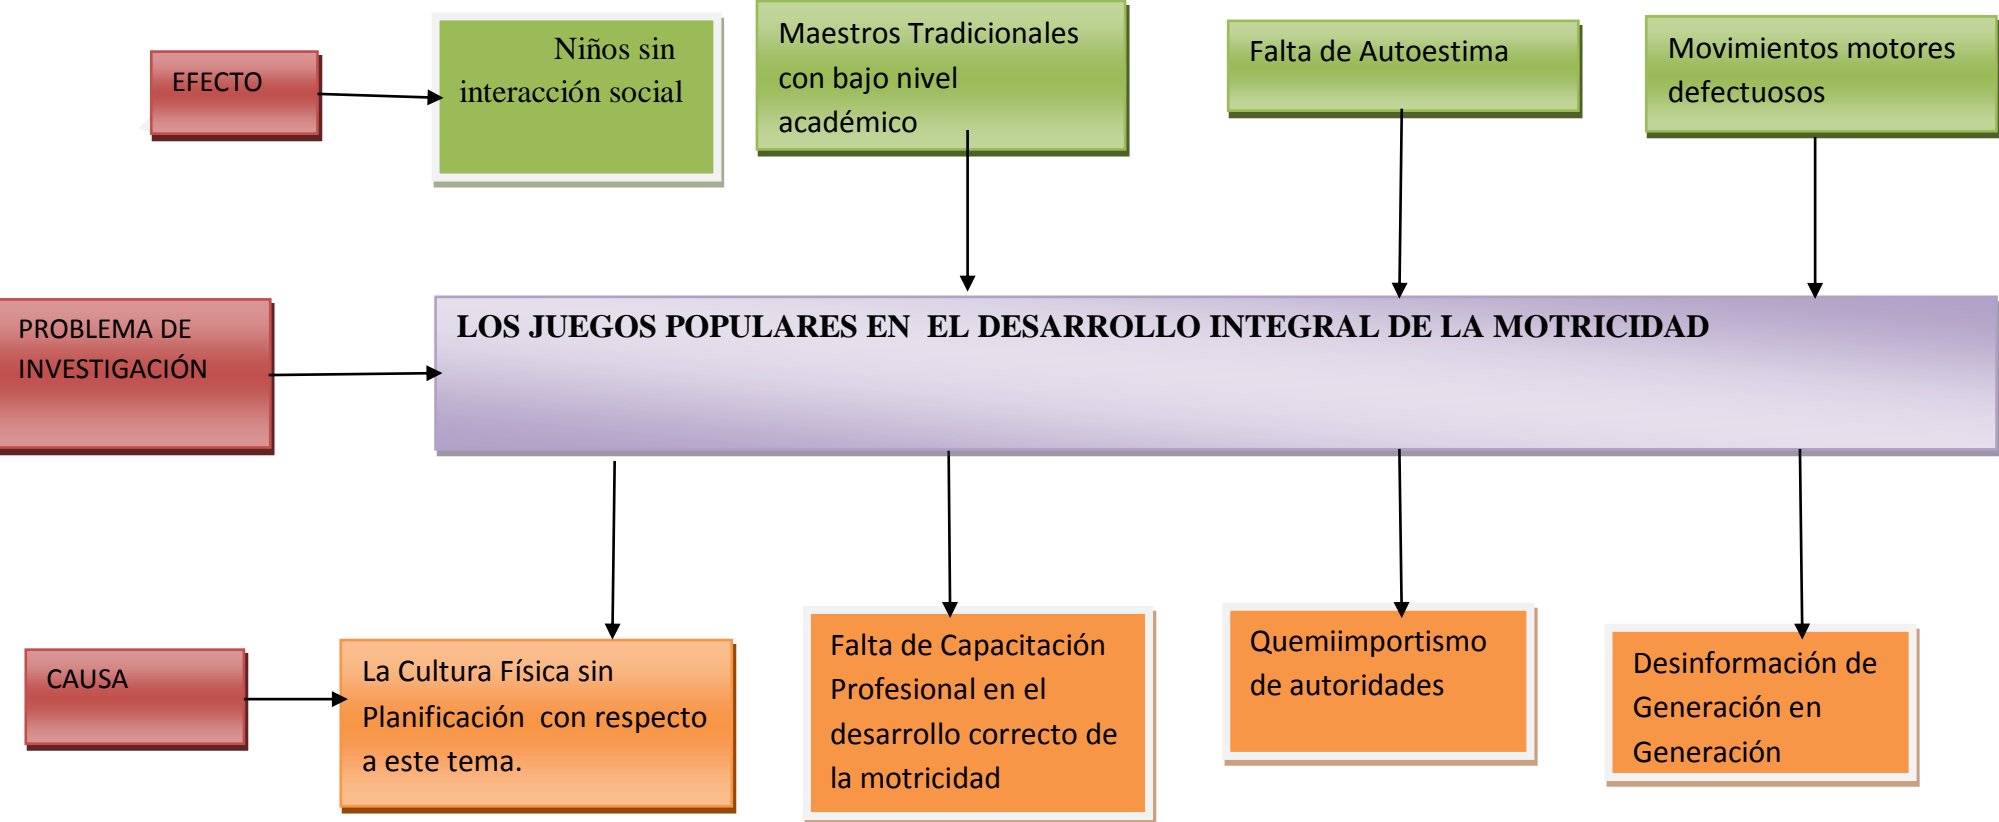 EFECTO
Niños sin
interacción social
Maestros Tradicionales
con bajo nivel
académico
Falta de Autoestima
Movimientos motores
defectuosos
PROBLEMA DE
INVESTIGACIÓN
LOS JUEGOS POPULARES EN  EL DESARROLLO INTEGRAL DE LA MOTRICIDAD
CAUSA
La Cultura Física sin
Planificación  con respecto
a este tema.
Falta de Capacitación
Profesional en el
desarrollo correcto de
la motricidad
Quemiimportismo
de autoridades
Desinformación de
Generación en
Generación